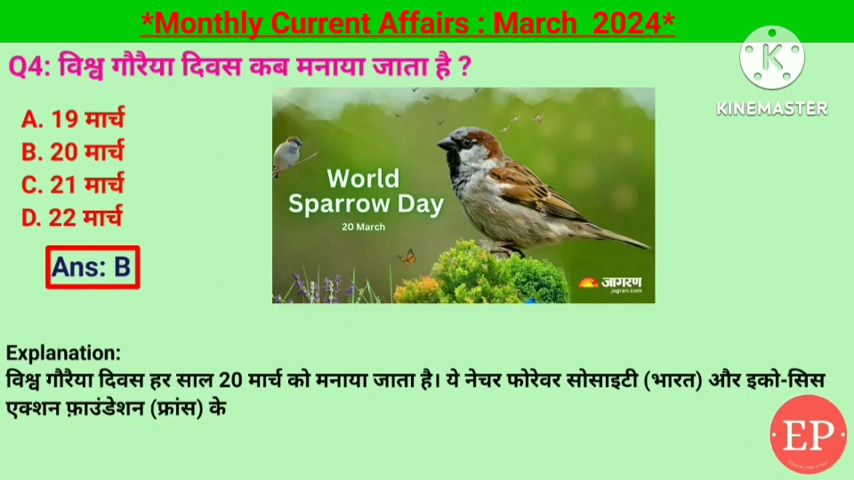 *Monthly Current Affairs : March 2024*
Q4: विश्व गौरैया दिवस कब मनाया जाता है ?
KINEMASTER
A. 19 मार्च
B. 20 मार्च
C. 21 मार्च
D. 22 मार्च
Ans: B
World
Sparrow Day
20 March
जागरण
jagran.com
Explanation:
विश्व गौरैया दिवस हर साल 20 मार्च को मनाया जाता है। ये नेचर फोरेवर सोसाइटी (भारत) और इको-सिस
एक्शन फ़ाउंडेशन (फ्रांस) के
EP